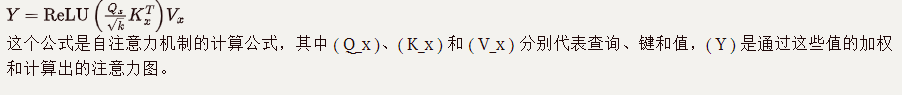 Y = ReLU(Q_x/√k K_x^T)V_x
这个公式是自注意力机制的计算公式，其中 ( Q_x )、( K_x ) 和 ( V_x ) 分别代表查询、键和值，( Y ) 是通过这些值的加权
和计算出的注意力图。